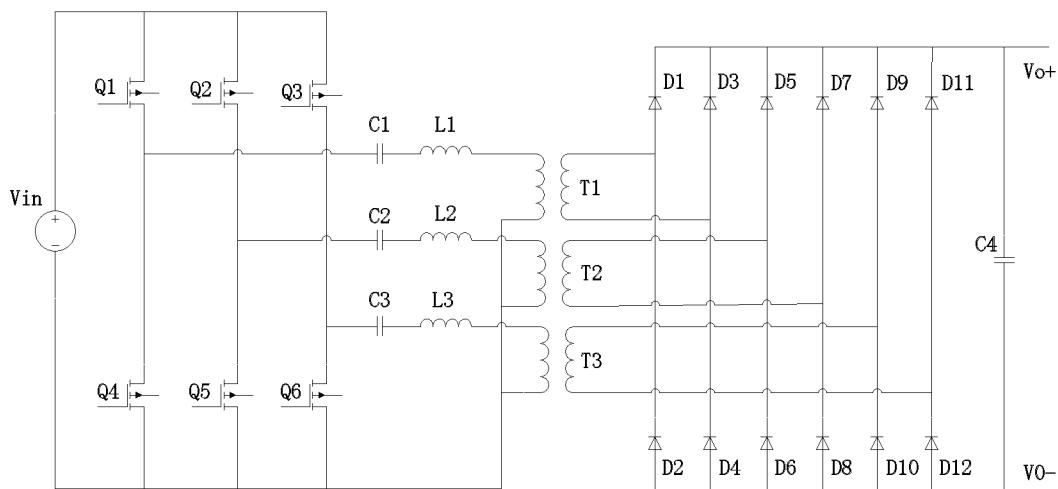 Vo+
D1 D3 D5 D7 D9 D11
Q1 Q2 Q3
C1 L1
T1
Vin
C2 L2
C4
T2
C3 L3
T3
Q4 Q5 Q6
D2 D4 D6 D8 D10 D12
VO-